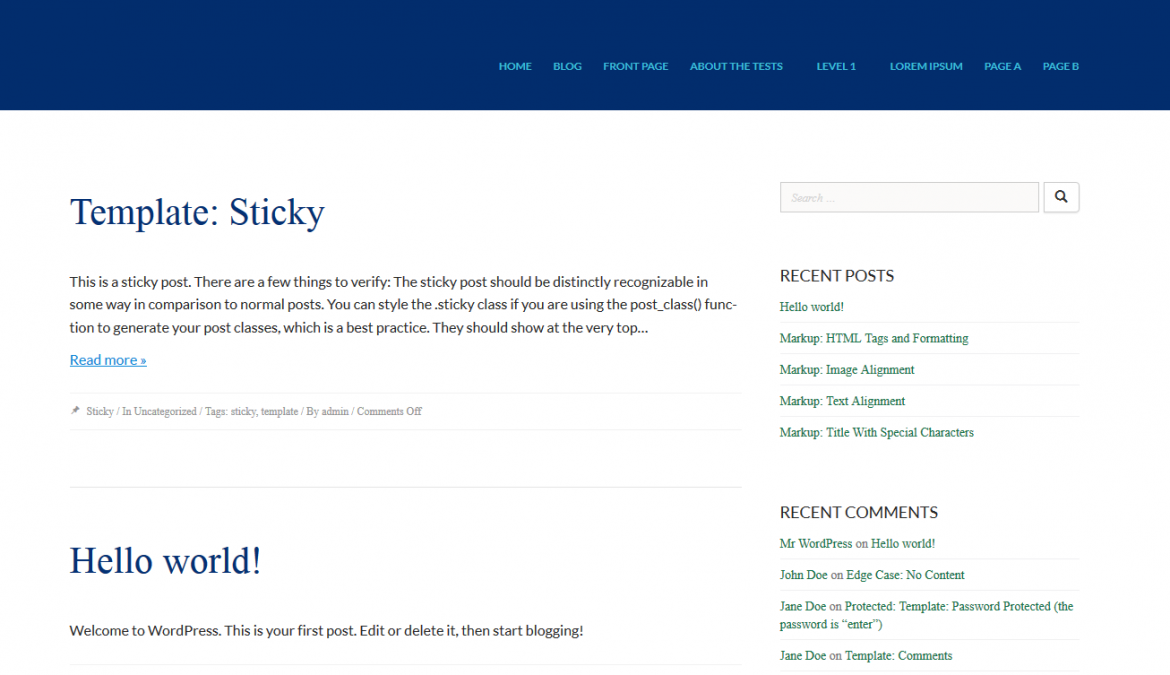 HOME BLOG FRONT PAGE ABOUT THE TESTS LEVEL 1 LOREM IPSUM PAGE A PAGE B
Template: Sticky
This is a sticky post. There are a few things to verify: The sticky post should be distinctly recognizable in
some way in comparison to normal posts. You can style the .sticky class if you are using the post_class() func-
tion to generate your post classes, which is a best practice. They should show at the very top…
Read more »
Sticky / In Uncategorized / Tags: sticky, template / By admin / Comments Off
Hello world!
Welcome to WordPress. This is your first post. Edit or delete it, then start blogging!
Search …
RECENT POSTS
Hello world!
Markup: HTML Tags and Formatting
Markup: Image Alignment
Markup: Text Alignment
Markup: Title With Special Characters
RECENT COMMENTS
Mr WordPress on Hello world!
John Doe on Edge Case: No Content
Jane Doe on Protected: Template: Password Protected (the
password is “enter”)
Jane Doe on Template: Comments